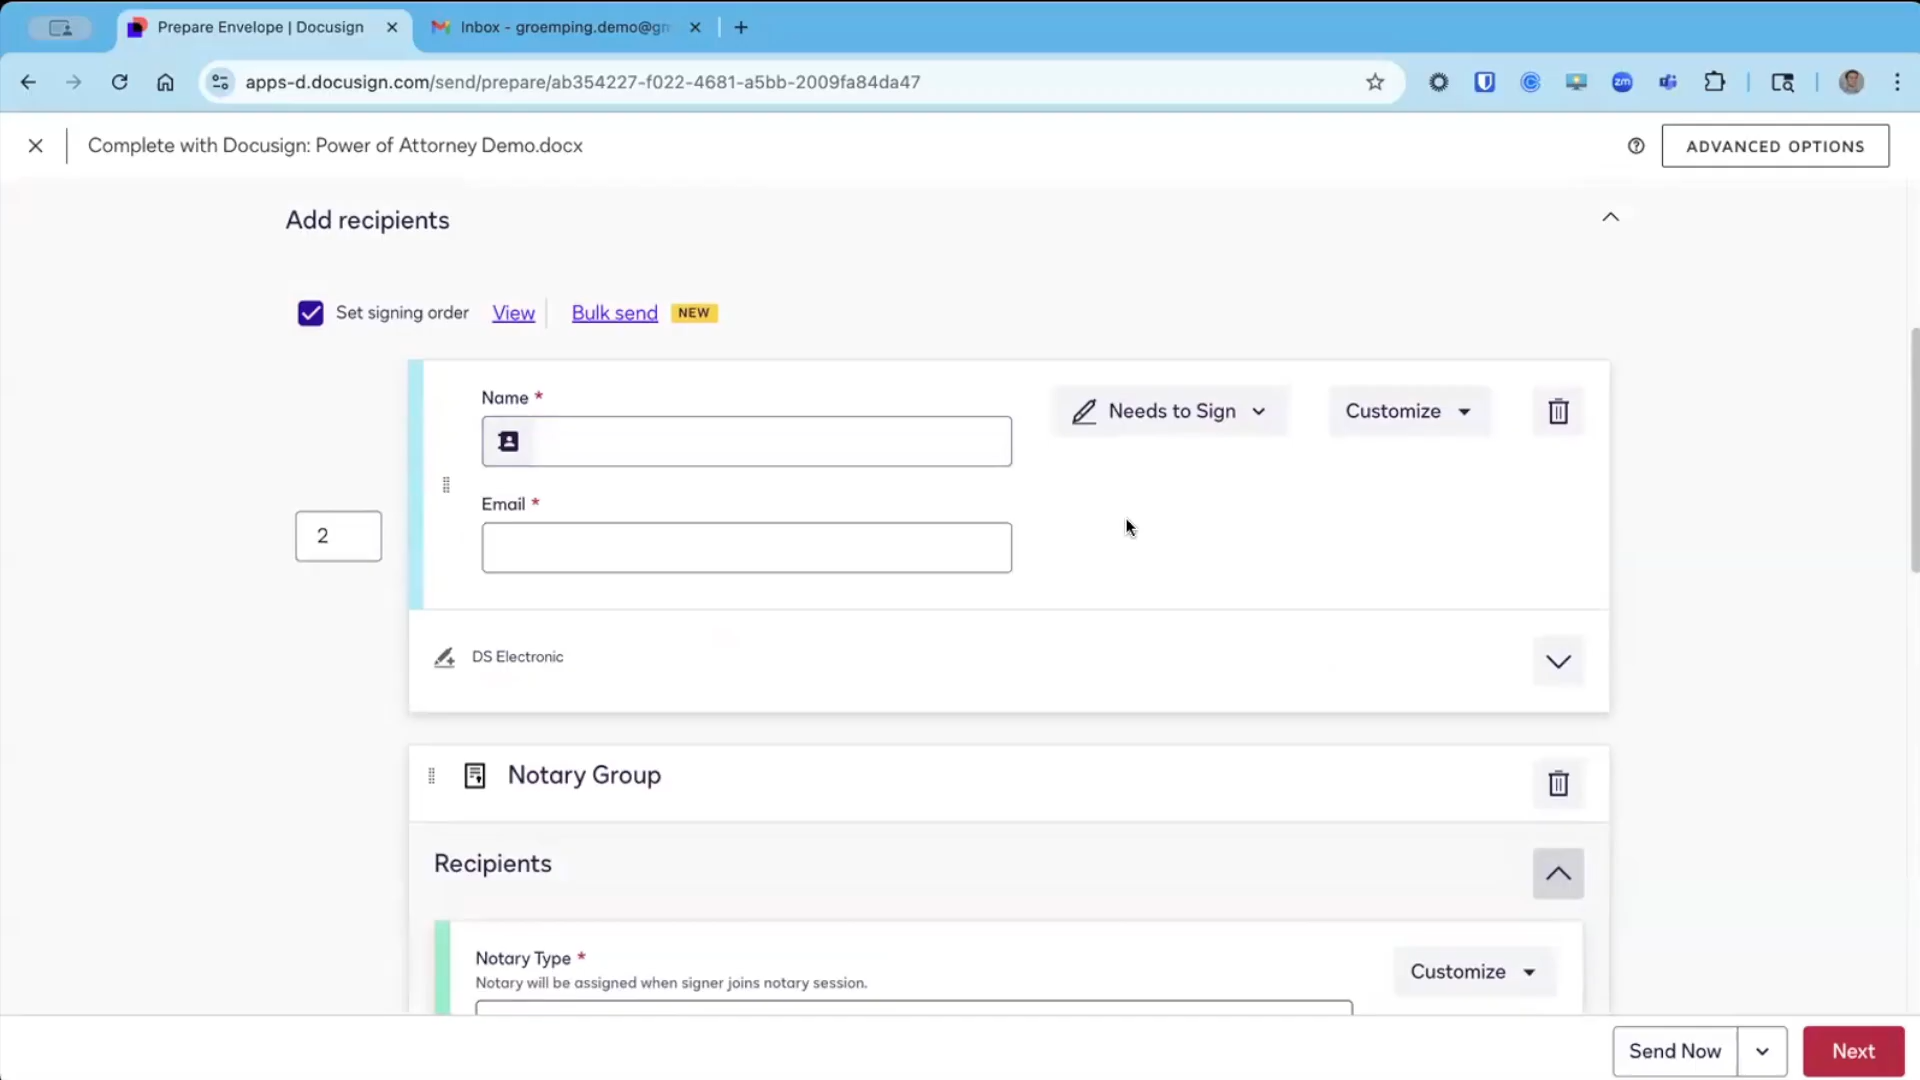 Prepare Envelope | Docusign
Inbox - groemping.demo@gm
apps-d.docusign.com/send/prepare/ab354227-f022-4681-a5bb-2009fa84da47
Complete with Docusign: Power of Attorney Demo.docx
ADVANCED OPTIONS
Add recipients
Set signing order View Bulk send NEW
Name *
Needs to Sign
Customize
Email *
2
DS Electronic
Notary Group
Recipients
Notary Type *
Customize
Notary will be assigned when signer joins notary session.
Send Now
Next